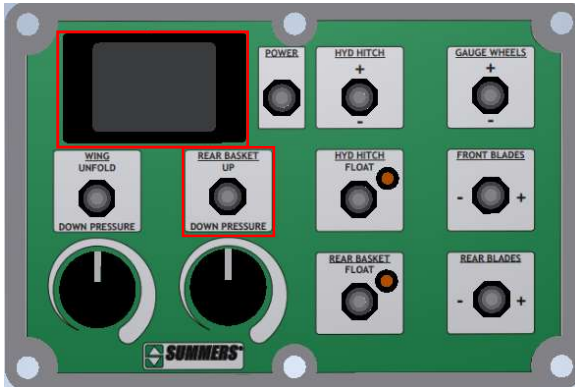 POWER
HYD HITCH
+
-
GAUGE WHEELS
+
-
WING
UNFOLD
DOWN PRESSURE
REAR BASKET
UP
DOWN PRESSURE
HYD HITCH
FLOAT
FRONT BLADES
- +
REAR BASKET
FLOAT
REAR BLADES
- +
SUMMERS